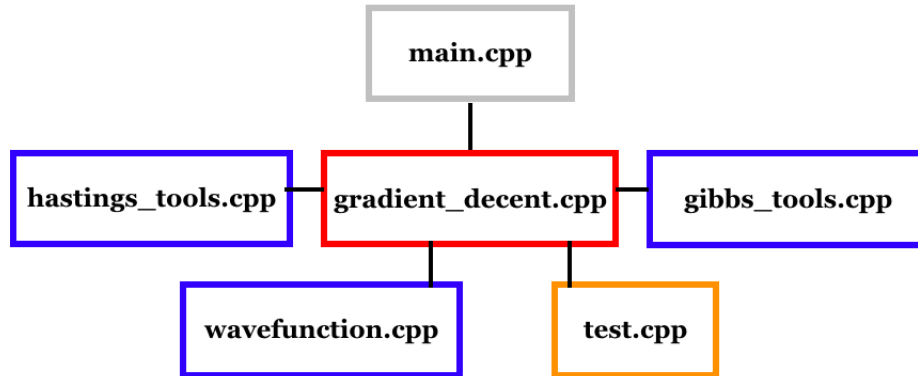 main.cpp
hastings_tools.cpp
gradient_decent.cpp
gibbs_tools.cpp
wavefunction.cpp
test.cpp